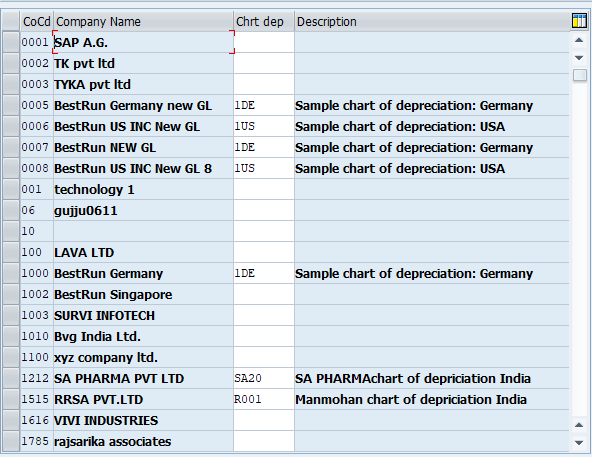 CoCd Company Name Chrt dep Description
0001 SAP A.G.
0002 TK pvt ltd
0003 TYKA pvt ltd
0005 BestRun Germany new GL 1DE Sample chart of depreciation: Germany
0006 BestRun US INC New GL 1US Sample chart of depreciation: USA
0007 BestRun NEW GL 1DE Sample chart of depreciation: Germany
0008 BestRun US INC New GL 8 1US Sample chart of depreciation: USA
001 technology 1
06 gujju0611
10
100 LAVA LTD
1000 BestRun Germany 1DE Sample chart of depreciation: Germany
1002 BestRun Singapore
1003 SURVI INFOTECH
1010 Bvg India Ltd.
1100 xyz company ltd.
1212 SA PHARMA PVT LTD SA20 SA PHARMAchart of depriciation India
1515 RRSA PVT.LTD R001 Manmohan chart of depriciation India
1616 VIVI INDUSTRIES
1785 rajsarika associates